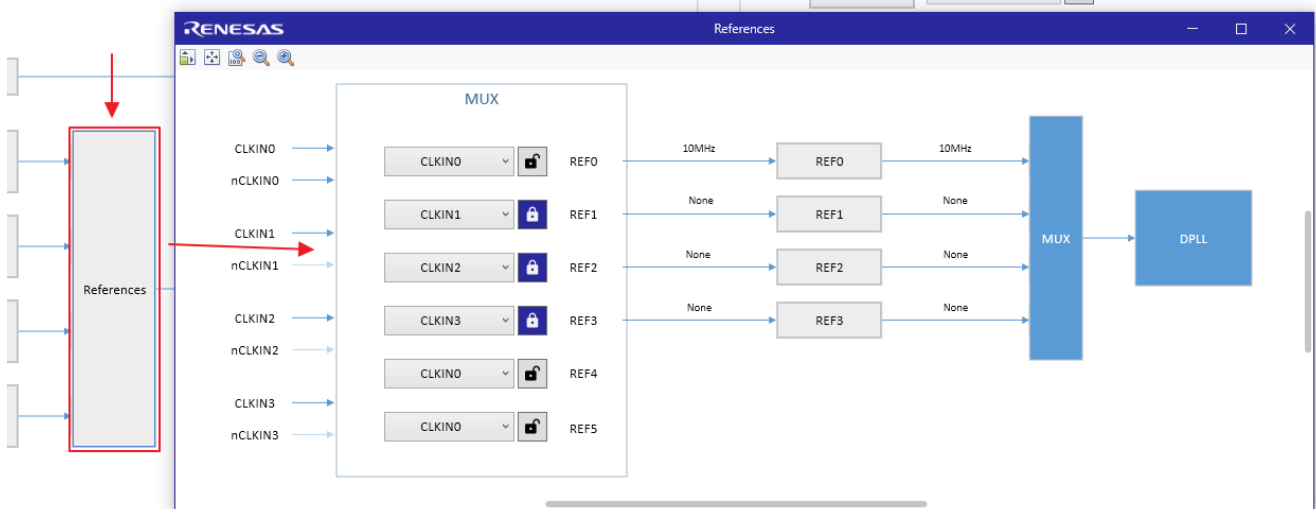 RENESAS
References
100
References
MUX
CLKIN0
nCLKIN0
CLKIN1
nCLKIN1
CLKIN2
nCLKIN2
CLKIN3
nCLKIN3
CLKIN0 REF0
CLKIN1 REF1
CLKIN2 REF2
CLKIN3 REF3
CLKIN0 REF4
CLKIN0 REF5
10MHz REF0 10MHz
None REF1 None
None REF2 None
None REF3 None
MUX
DPLL